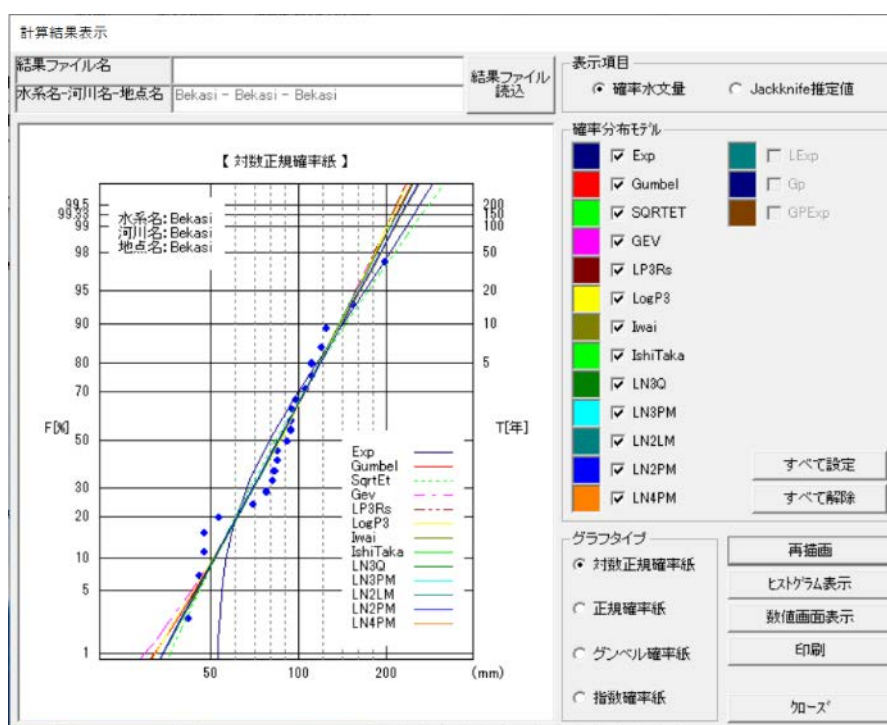 計算結果表示
結果ファイル名
水系名-河川名-地点名 Bekasi - Bekasi - Bekasi
結果ファイル
読込
表示項目
確率水文量
Jackknife推定値
【 対数正規確率紙 】
水系名:Bekasi
河川名:Bekasi
地点名:Bekasi
99.5
99.33
99
98
95
90
80
70
F[%]
50
30
20
10
5
1
200
150
100
50
20
10
5
T[年]
50 100 200 (mm)
Exp
Gumbel
SqrtEt
Gev
LP3Rs
LogP3
Iwai
IshiTaka
LN3Q
LN3PM
LN2LM
LN2PM
LN4PM
確率分布モデル
Exp
Gumbel
SQRTET
GEV
LP3Rs
LogP3
Iwai
IshiTaka
LN3Q
LN3PM
LN2LM
LN2PM
LN4PM
LExp
Gp
GPExp
すべて設定
すべて解除
グラフタイプ
対数正規確率紙
正規確率紙
グンベル確率紙
指数確率紙
再描画
ヒストグラム表示
数値画面表示
印刷
クローズ